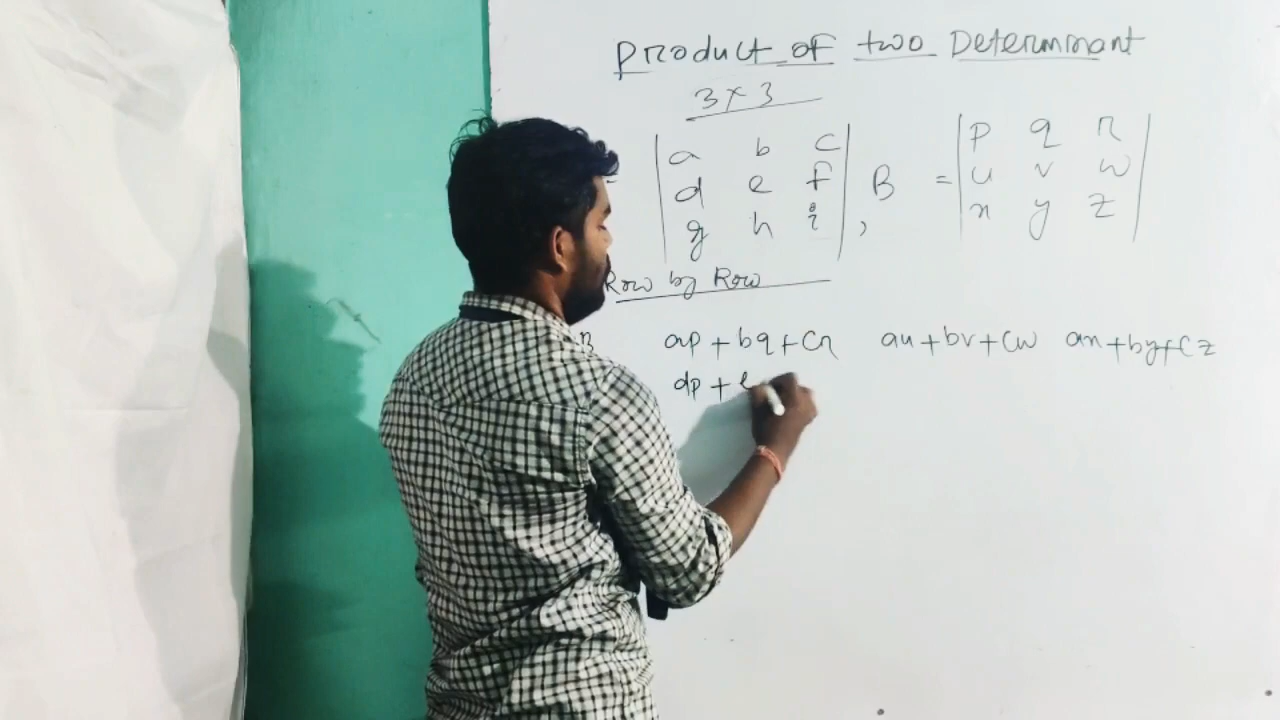 Product of two Determinant
3 × 3
a b c
d e f
g h i
, B =
p q r
u v w
x y z
Row by Row
B ap + bq + cr au + bv + cw ax + by + cz
dp + e